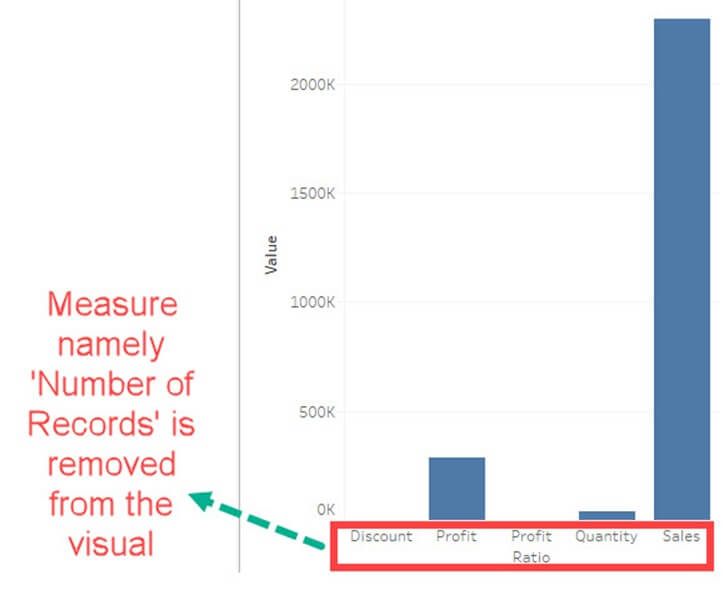 2000K
1500K
Value
1000K
Measure
namely
'Number of
Records' is
removed
from the
visual
500K
0K
Discount Profit Profit Quantity Sales
Ratio